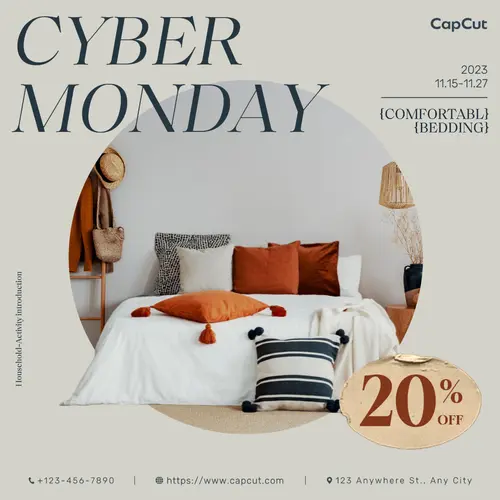 CYBER
MONDAY
CapCut
2023
11.15-11.27
{COMFORTABL}
{BEDDING}
Household-Activity introduction
20%
OFF
+123-456-7890
https://www.capcut.com
123 Anywhere St., Any City